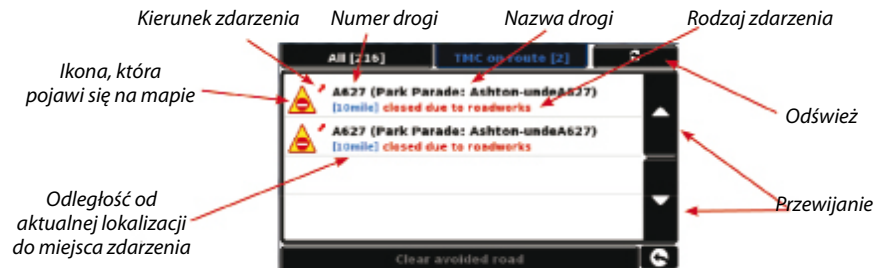 Kierunek zdarzenia
Numer drogi
Nazwa drogi
Rodzaj zdarzenia
Ikona, która
pojawi się na mapie
All [216]
TMC on route [2]
A627 (Park Parade: Ashton-undeA627)
[10mile] closed due to roadworks
A627 (Park Parade: Ashton-undeA627)
[10mile] closed due to roadworks
Odśwież
Odległość od
aktualnej lokalizacji
do miejsca zdarzenia
Przewijanie
Clear avoided road